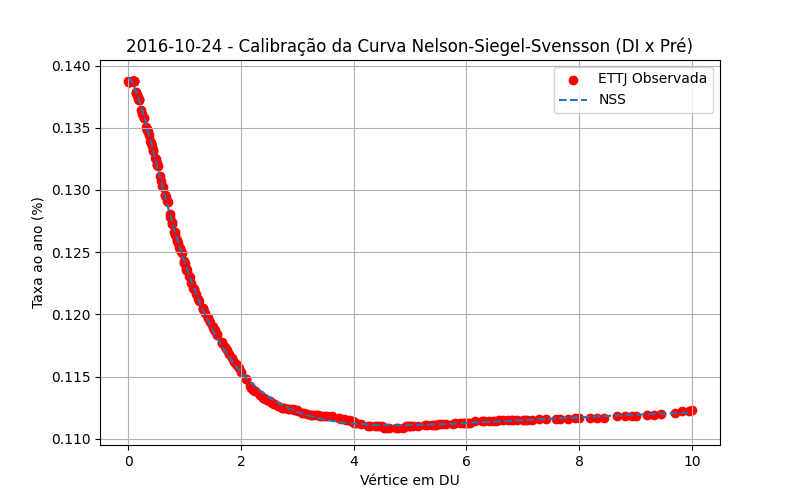 2016-10-24 - Calibração da Curva Nelson-Siegel-Svensson (DI x Pré)
ETTJ Observada
NSS
Taxa ao ano (%)
0.140
0.135
0.130
0.125
0.120
0.115
0.110
0
2
4
6
8
10
Vértice em DU